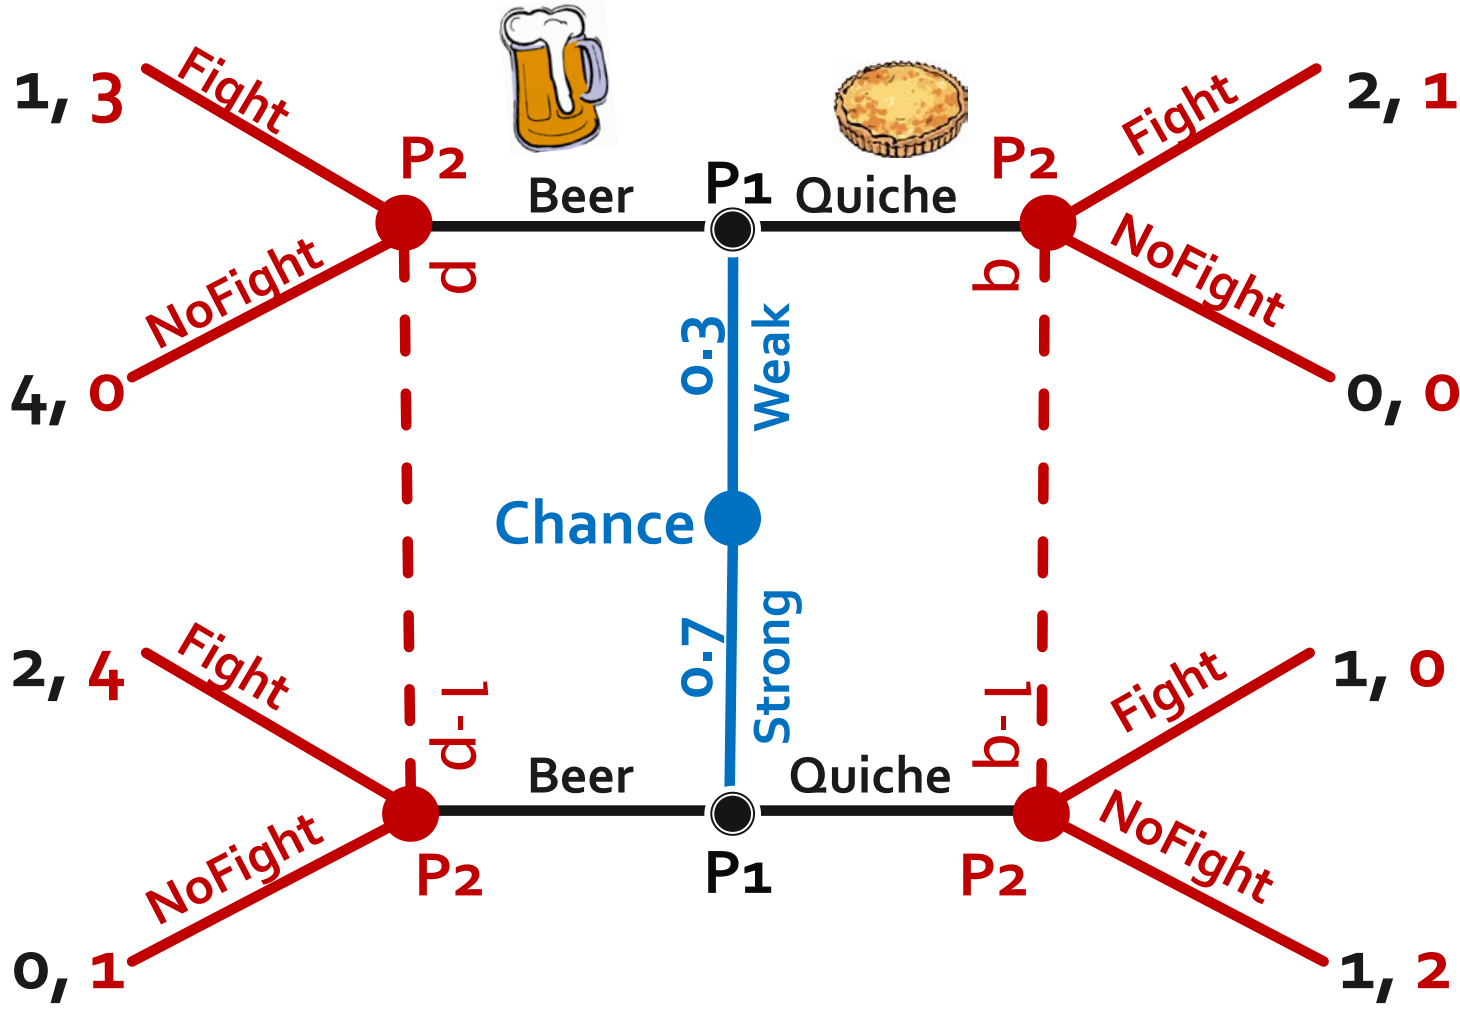 1, 3
Fight
P2
Beer
P1
Quiche
P2
Fight
2, 1
4, 0
NoFight
p
0.3
Weak
q
NoFight
0, 0
Chance
2, 4
Fight
1-p
0.7
Strong
1-q
Fight
1, 0
0, 1
NoFight
P2
Beer
P1
Quiche
P2
NoFight
1, 2